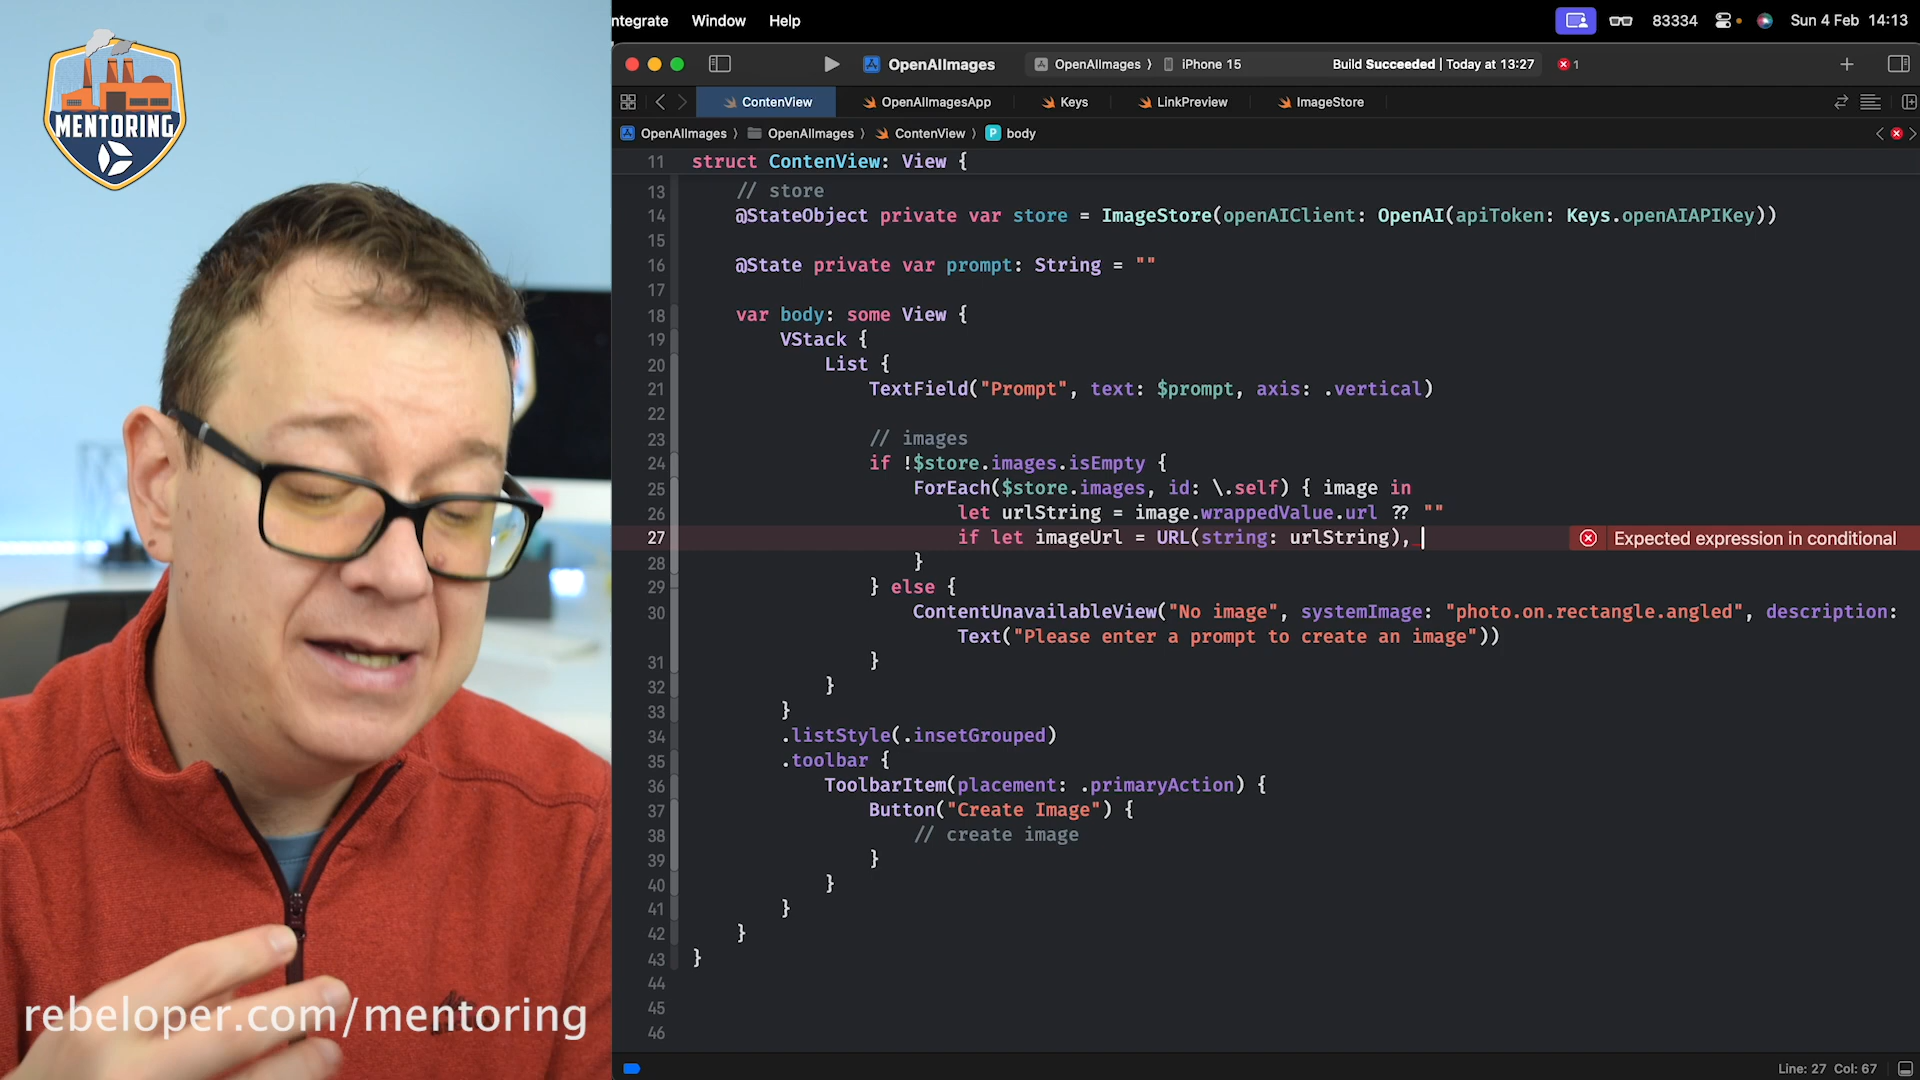 MENTORING
rebeloper.com/mentoring
ntegrate Window Help
83334 Sun 4 Feb 14:13
OpenAIImages
OpenAIImages ⟩ iPhone 15
Build Succeeded | Today at 13:27
1
ContenView OpenAIImagesApp Keys LinkPreview ImageStore
OpenAIImages ⟩ OpenAIImages ⟩ ContenView ⟩ P body
11 struct ContenView: View {
13 // store
14 @StateObject private var store = ImageStore(openAIClient: OpenAI(apiToken: Keys.openAIAPIKey))
15
16 @State private var prompt: String = ""
17
18 var body: some View {
19 VStack {
20 List {
21 TextField("Prompt", text: $prompt, axis: .vertical)
22
23 // images
24 if !$store.images.isEmpty {
25 ForEach($store.images, id: \.self) { image in
26 let urlString = image.wrappedValue.url ?? ""
27 if let imageUrl = URL(string: urlString), Expected expression in conditional
28 }
29 } else {
30 ContentUnavailableView("No image", systemImage: "photo.on.rectangle.angled", description:
Text("Please enter a prompt to create an image"))
31 }
32 }
33 }
34 .listStyle(.insetGrouped)
35 .toolbar {
36 ToolbarItem(placement: .primaryAction) {
37 Button("Create Image") {
38 // create image
39 }
40 }
41 }
42 }
43 }
44
45
46
Line: 27 Col: 67